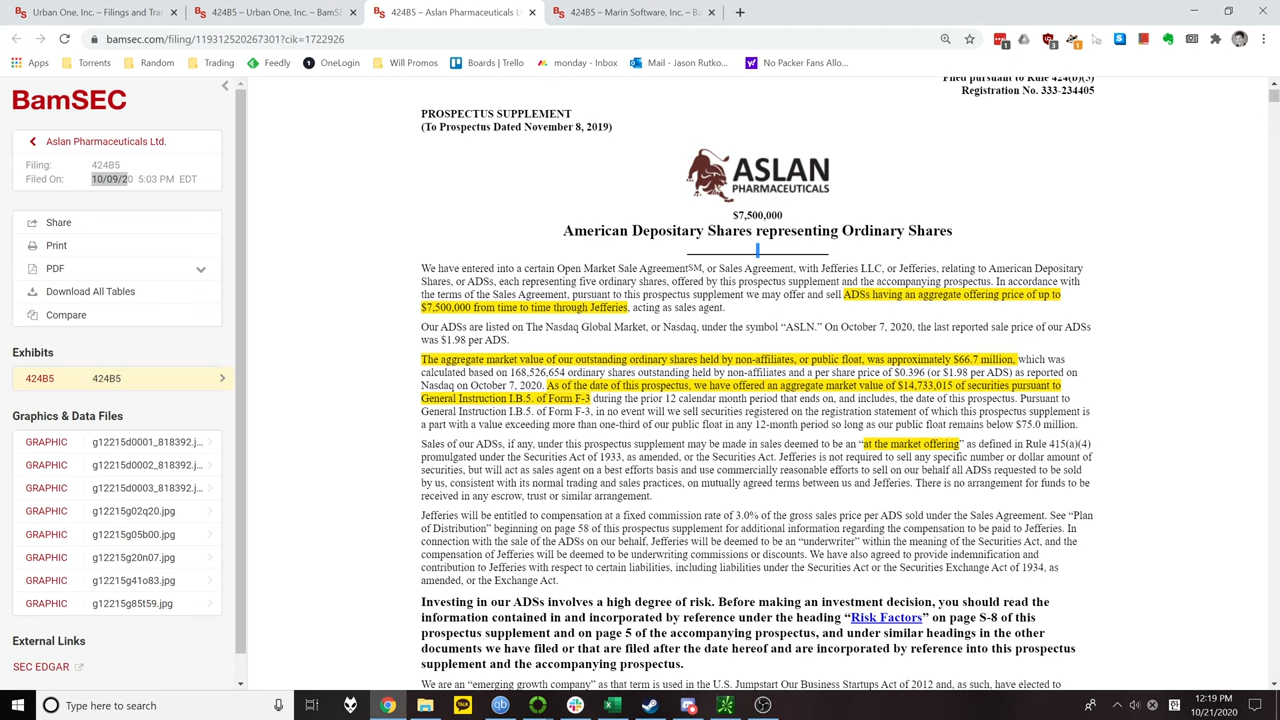 Urban One, Inc. - Filings and Tran
424B5 - Urban One, Inc. - BamSE
424B5 - Aslan Pharmaceuticals L
424B5 - Marin Software, Inc. - Ba
bamsec.com/filing/119312520267301?cik=1722926
Apps
Torrents
Random
Trading
Feedly
OneLogin
Will Promos
Boards | Trello
monday - Inbox
Mail - Jason Rutko...
No Packer Fans Allo...
BamSEC
Aslan Pharmaceuticals Ltd.
Filing: 424B5
Filed On: 10/09/20 5:03 PM EDT
Share
Print
PDF
Download All Tables
Compare
Exhibits
424B5 424B5
Graphics & Data Files
GRAPHIC g12215d0001_818392.j...
GRAPHIC g12215d0002_818392.j...
GRAPHIC g12215d0003_818392.j...
GRAPHIC g12215g02q20.jpg
GRAPHIC g12215g05b00.jpg
GRAPHIC g12215g20n07.jpg
GRAPHIC g12215g41o83.jpg
GRAPHIC g12215g85t59.jpg
External Links
SEC EDGAR
Filed pursuant to Rule 424(b)(5)
Registration No. 333-234405
PROSPECTUS SUPPLEMENT
(To Prospectus Dated November 8, 2019)
ASLAN
PHARMACEUTICALS
$7,500,000
American Depositary Shares representing Ordinary Shares
We have entered into a certain Open Market Sale AgreementSM, or Sales Agreement, with Jefferies LLC, or Jefferies, relating to American Depositary
Shares, or ADSs, each representing five ordinary shares, offered by this prospectus supplement and the accompanying prospectus. In accordance with
the terms of the Sales Agreement, pursuant to this prospectus supplement we may offer and sell ADSs having an aggregate offering price of up to
$7,500,000 from time to time through Jefferies, acting as sales agent.
Our ADSs are listed on The Nasdaq Global Market, or Nasdaq, under the symbol “ASLN.” On October 7, 2020, the last reported sale price of our ADSs
was $1.98 per ADS.
The aggregate market value of our outstanding ordinary shares held by non-affiliates, or public float, was approximately $66.7 million, which was
calculated based on 168,526,654 ordinary shares outstanding held by non-affiliates and a per share price of $0.396 (or $1.98 per ADS) as reported on
Nasdaq on October 7, 2020. As of the date of this prospectus, we have offered an aggregate market value of $14,733,015 of securities pursuant to
General Instruction I.B.5. of Form F-3 during the prior 12 calendar month period that ends on, and includes, the date of this prospectus. Pursuant to
General Instruction I.B.5. of Form F-3, in no event will we sell securities registered on the registration statement of which this prospectus supplement is
a part with a value exceeding more than one-third of our public float in any 12-month period so long as our public float remains below $75.0 million.
Sales of our ADSs, if any, under this prospectus supplement may be made in sales deemed to be an “at the market offering” as defined in Rule 415(a)(4)
promulgated under the Securities Act of 1933, as amended, or the Securities Act. Jefferies is not required to sell any specific number or dollar amount of
securities, but will act as sales agent on a best efforts basis and use commercially reasonable efforts to sell on our behalf all ADSs requested to be sold
by us, consistent with its normal trading and sales practices, on mutually agreed terms between us and Jefferies. There is no arrangement for funds to be
received in any escrow, trust or similar arrangement.
Jefferies will be entitled to compensation at a fixed commission rate of 3.0% of the gross sales price per ADS sold under the Sales Agreement. See “Plan
of Distribution” beginning on page 58 of this prospectus supplement for additional information regarding the compensation to be paid to Jefferies. In
connection with the sale of the ADSs on our behalf, Jefferies will be deemed to be an “underwriter” within the meaning of the Securities Act, and the
compensation of Jefferies will be deemed to be underwriting commissions or discounts. We have also agreed to provide indemnification and
contribution to Jefferies with respect to certain liabilities, including liabilities under the Securities Act or the Securities Exchange Act of 1934, as
amended, or the Exchange Act.
Investing in our ADSs involves a high degree of risk. Before making an investment decision, you should read the
information contained in and incorporated by reference under the heading “Risk Factors” on page S-8 of this
prospectus supplement and on page 5 of the accompanying prospectus, and under similar headings in the other
documents we have filed or that are filed after the date hereof and are incorporated by reference into this prospectus
supplement and the accompanying prospectus.
We are an “emerging growth company” as that term is used in the U.S. Jumpstart Our Business Startups Act of 2012 and, as such, have elected to
Type here to search
12:19 PM
10/21/2020